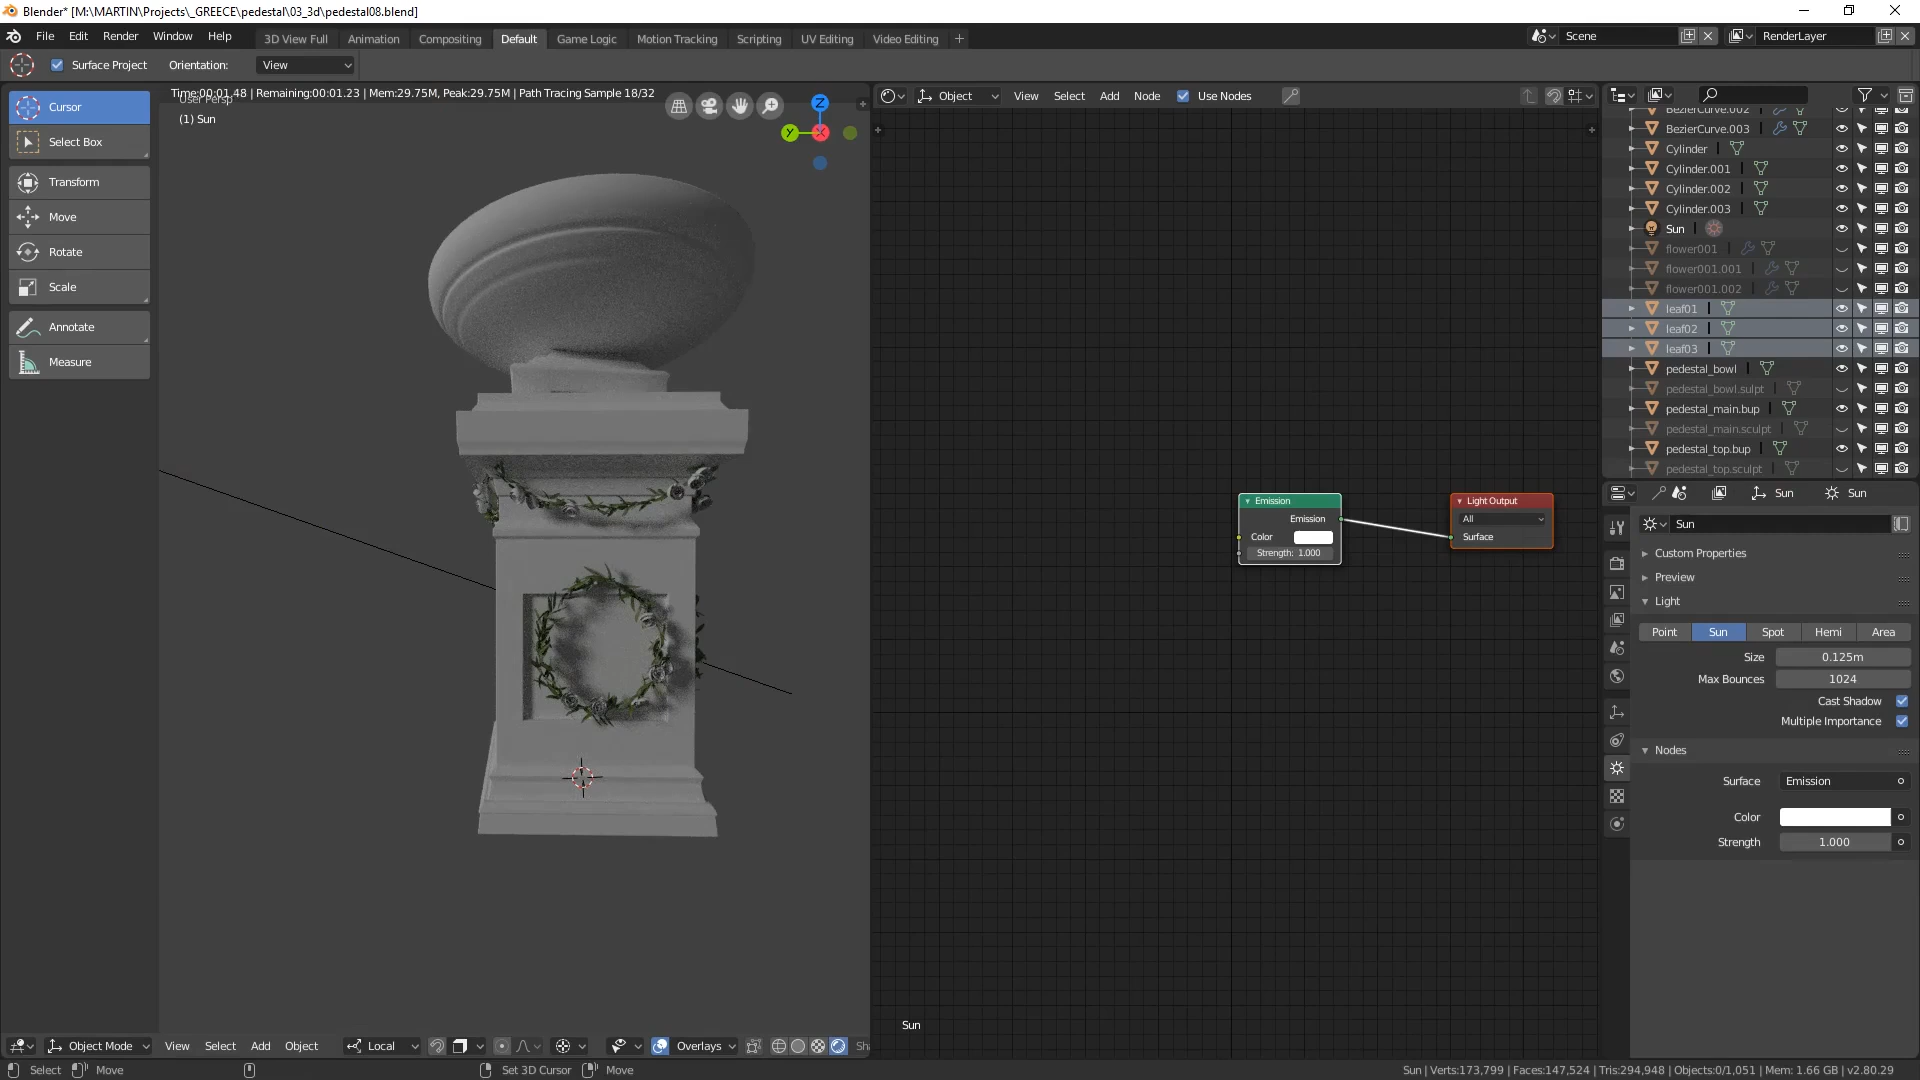 Blender* [M:\MARTIN\Projects\_GREECE\pedestal\03_3d\pedestal08.blend]
File Edit Render Window Help
3D View Full Animation Compositing Default Game Logic Motion Tracking Scripting UV Editing Video Editing
Scene
RenderLayer
Surface Project Orientation: View
Time:00:01.48 | Remaining:00:01.23 | Mem:29.75M, Peak:29.75M | Path Tracing Sample 18/32
User Persp
(1) Sun
Cursor
Select Box
Transform
Move
Rotate
Scale
Annotate
Measure
Z
Y
X
Object View Select Add Node Use Nodes
Emission
Emission
Color
Strength: 1.000
Light Output
All
Surface
Sun
BezierCurve.002
BezierCurve.003
Cylinder
Cylinder.001
Cylinder.002
Cylinder.003
Sun
flower001
flower001.001
flower001.002
leaf01
leaf02
leaf03
pedestal_bowl
pedestal_bowl.sulpt
pedestal_main.bup
pedestal_main.sculpt
pedestal_top.bup
pedestal_top.sculpt
Sun Sun
Sun
Custom Properties
Preview
Light
Point Sun Spot Hemi Area
Size 0.125m
Max Bounces 1024
Cast Shadow
Multiple Importance
Nodes
Surface Emission
Color
Strength 1.000
Object Mode View Select Add Object Local Overlays Sh
Select Move Set 3D Cursor Move
Sun | Verts:173,799 | Faces:147,524 | Tris:294,948 | Objects:0/1,051 | Mem: 1.66 GB | v2.80.29